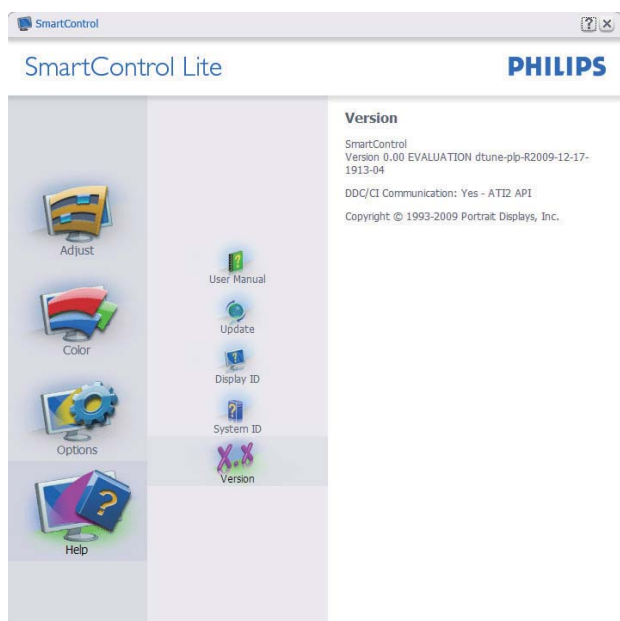 SmartControl
SmartControl Lite
PHILIPS
Adjust
Color
Options
Help
User Manual
Update
Display ID
System ID
X.X
Version
Version
SmartControl
Version 0.00 EVALUATION dtune-plp-R2009-12-17-
1913-04
DDC/CI Communication: Yes - ATI2 API
Copyright © 1993-2009 Portrait Displays, Inc.